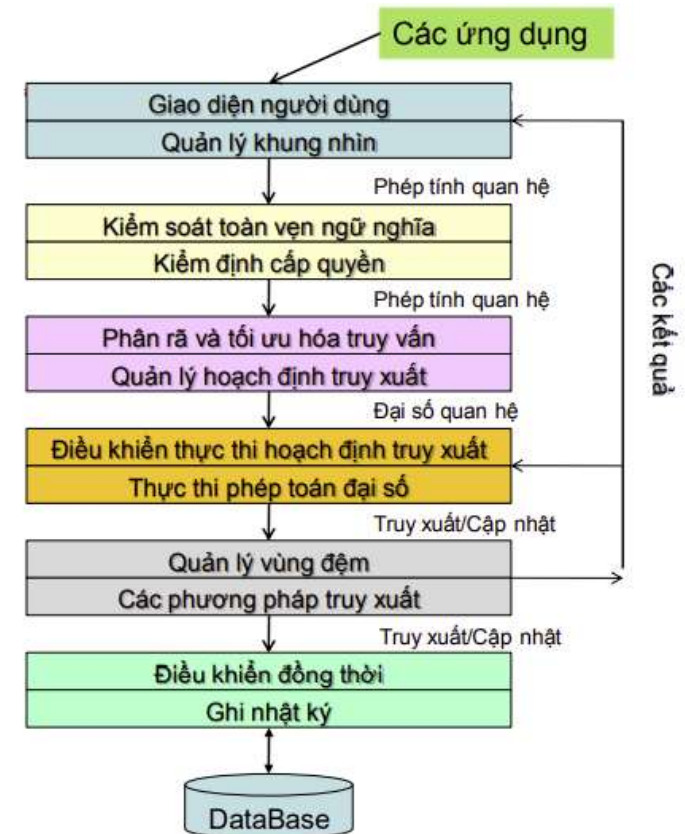 Các ứng dụng
Giao diện người dùng
Quản lý khung nhìn
Phép tính quan hệ
Kiểm soát toàn vẹn ngữ nghĩa
Kiểm định cấp quyền
Phép tính quan hệ
Phân rã và tối ưu hóa truy vấn
Quản lý hoạch định truy xuất
Đại số quan hệ
Điều khiển thực thi hoạch định truy xuất
Thực thi phép toán đại số
Truy xuất/Cập nhật
Quản lý vùng đệm
Các phương pháp truy xuất
Truy xuất/Cập nhật
Điều khiển đồng thời
Ghi nhật ký
DataBase
Các kết quả